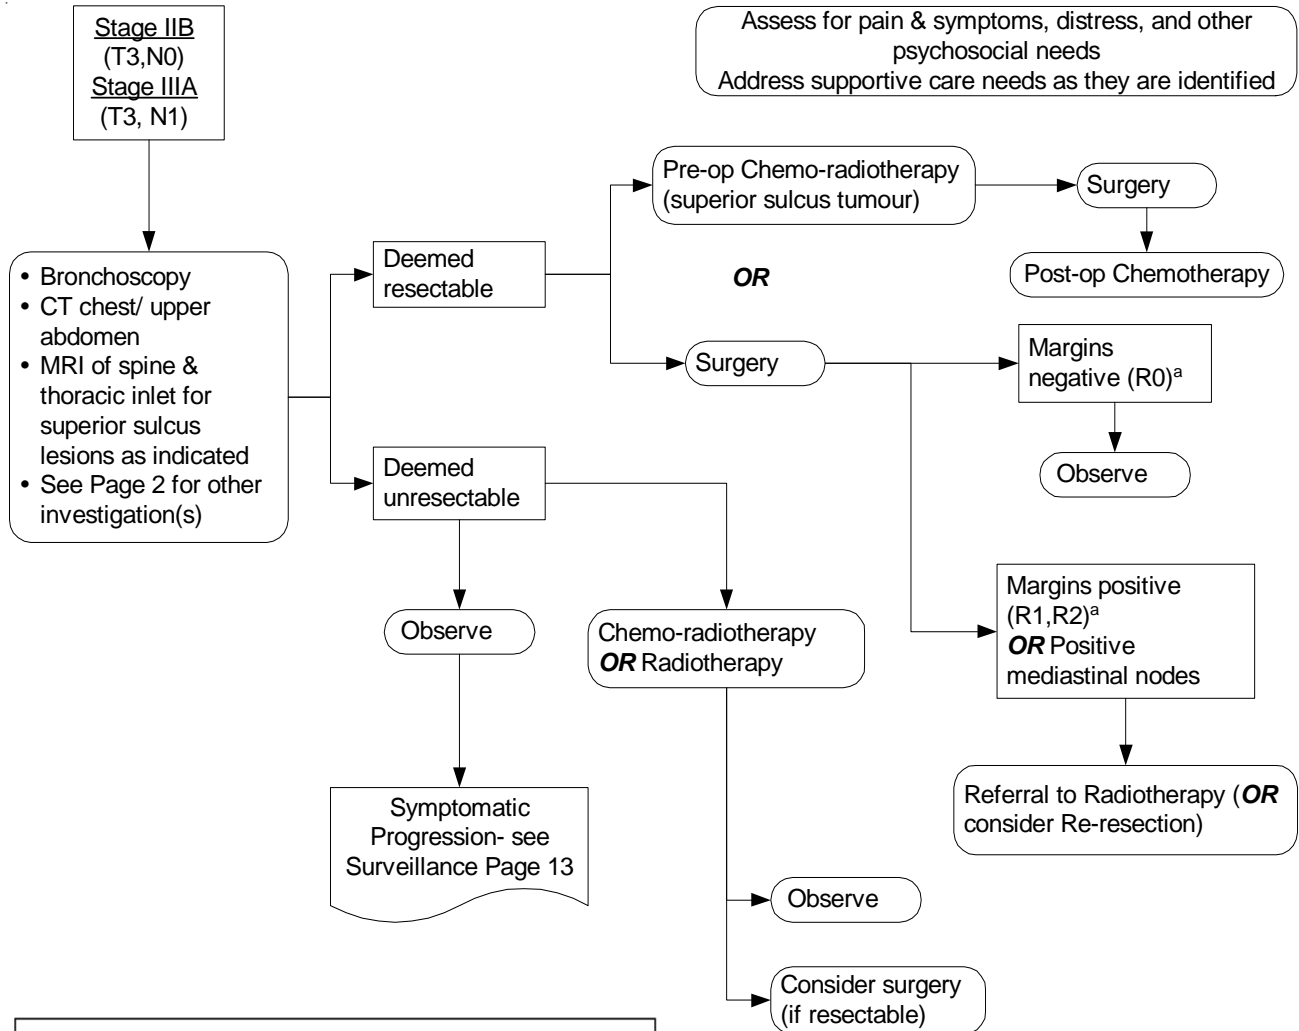 Stage IIB
(T3,N0)
Stage IIIA
(T3, N1)
Assess for pain & symptoms, distress, and other
psychosocial needs
Address supportive care needs as they are identified
• Bronchoscopy
• CT chest/ upper
abdomen
• MRI of spine &
thoracic inlet for
superior sulcus
lesions as indicated
• See Page 2 for other
investigation(s)
Deemed
resectable
Pre-op Chemo-radiotherapy
(superior sulcus tumour)
Surgery
Post-op Chemotherapy
OR
Surgery
Margins
negative (R0)ᵃ
Observe
Margins positive
(R1,R2)ᵃ
OR Positive
mediastinal nodes
Referral to Radiotherapy (OR
consider Re-resection)
Deemed
unresectable
Observe
Symptomatic
Progression- see
Surveillance Page 13
Chemo-radiotherapy
OR Radiotherapy
Observe
Consider surgery
(if resectable)